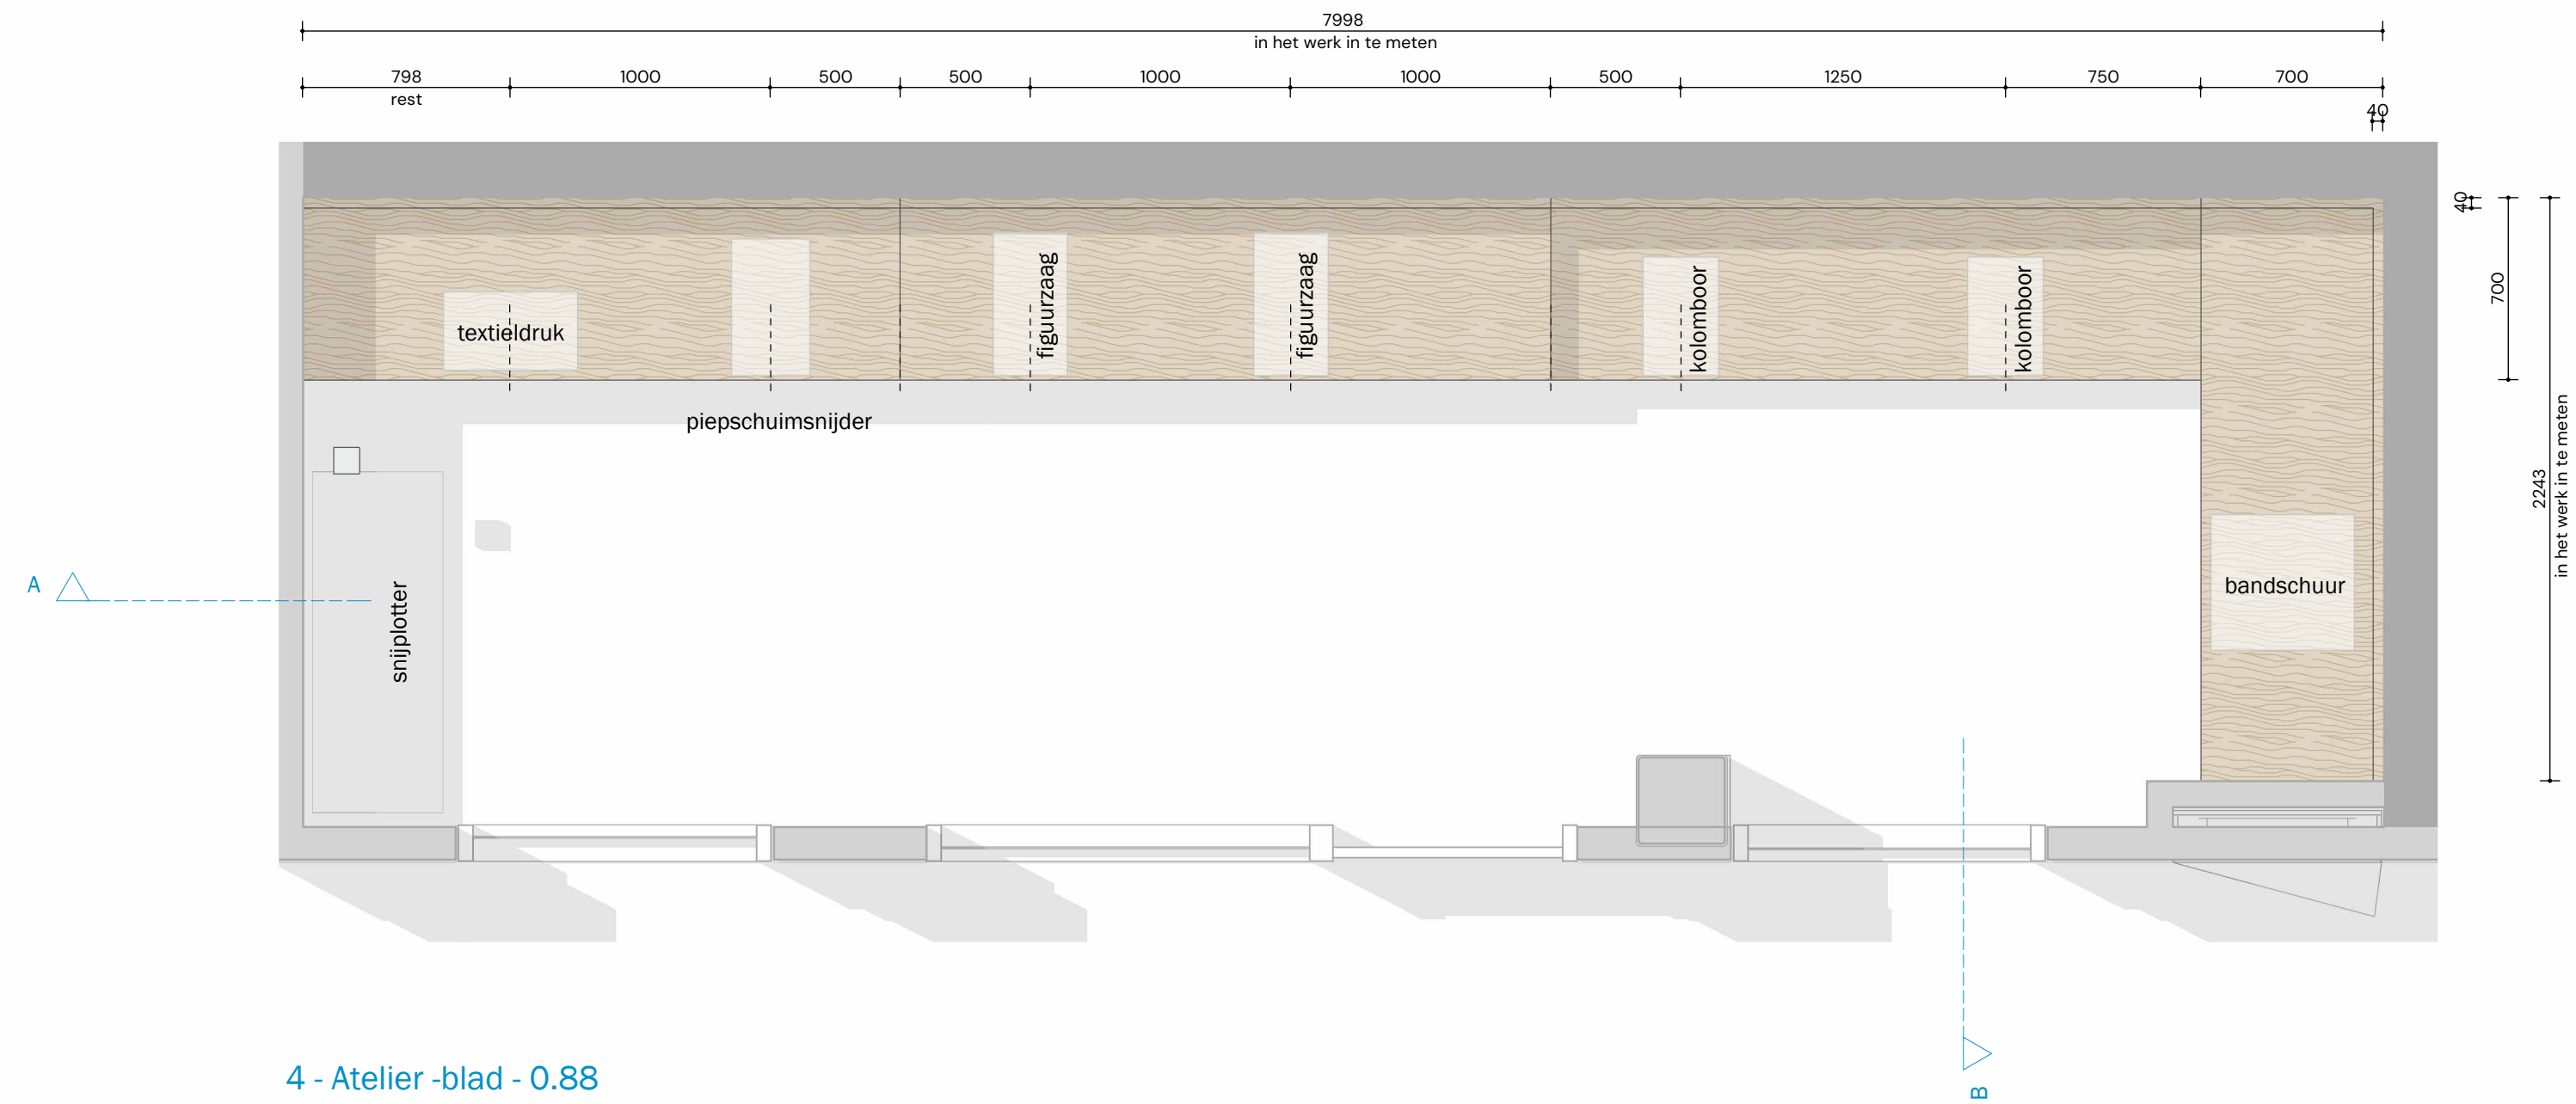 7998
in het werk in te meten
798 1000 500 500 1000 1000 500 1250 750 700
rest
40
40
700
2243
in het werk in te meten
textieldruk
figuurzaag
figuurzaag
kolomboor
kolomboor
piepschuimsnijder
snijplotter
bandschuur
A
B
4 - Atelier -blad - 0.88